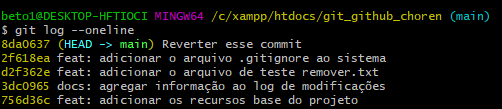 beto1@DESKTOP-HFTIOCI MINGW64 /c/xampp/htdocs/git_github_choren (main)
$ git log --oneline
8da0637 (HEAD -> main) Reverter esse commit
2f618ea feat: adicionar o arquivo .gitignore ao sistema
d2f362e feat: adicionar o arquivo de teste remover.txt
3dc0965 docs: agregar informação ao log de modificações
756d36c feat: adicionar os recursos base do projeto